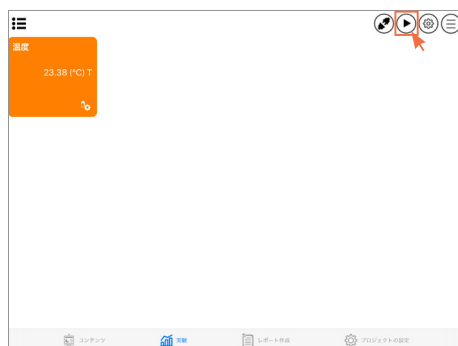 温度
23.38 (°C) T
コンテンツ
実験
レポート作成
プロジェクトの設定